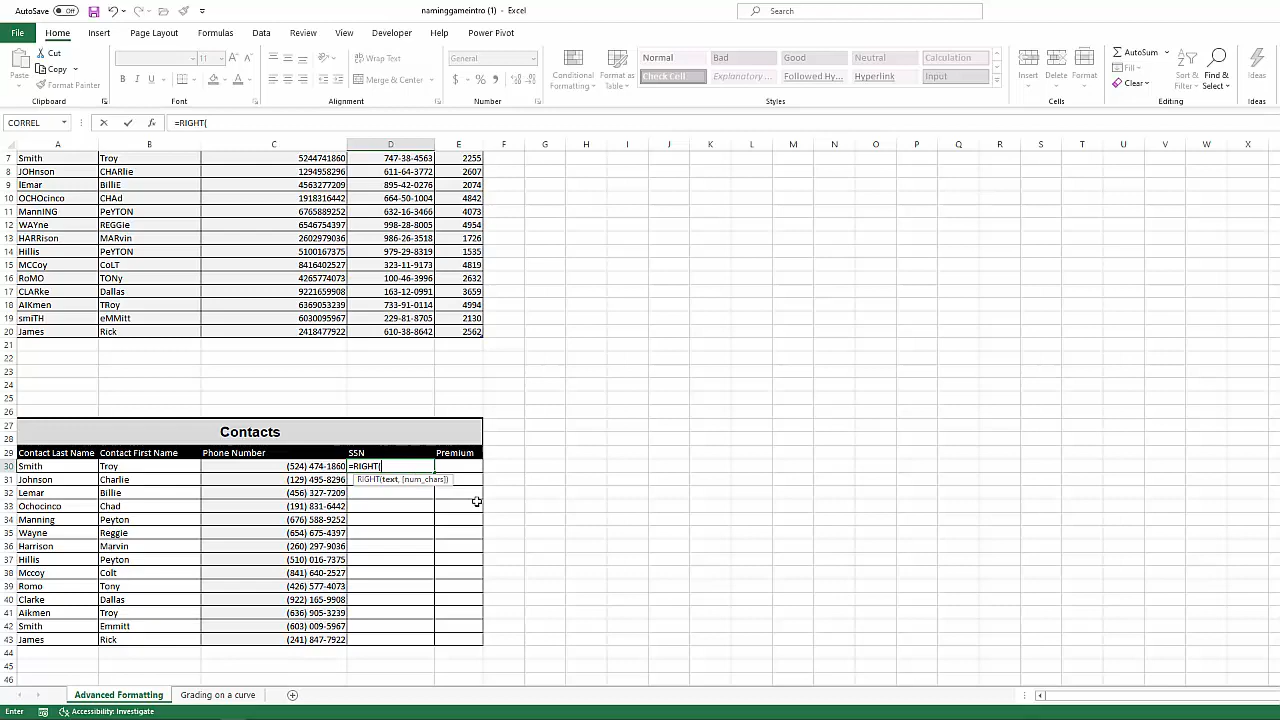 AutoSave Off naminggameintro (1) - Excel Search
File Home Insert Page Layout Formulas Data Review View Developer Help Power Pivot
Paste Cut Copy Format Painter Clipboard
11 B I U Font
Wrap Text Merge & Center Alignment
General $ % Number
Conditional Formatting Format as Table Normal Bad Good Neutral Calculation
Check Cell Explanatory ... Followed Hy... Hyperlink Input Styles
Insert Delete Format Cells
AutoSum Fill Clear Sort & Filter Find & Select Editing
Ideas Ideas
CORREL =RIGHT(
A B C D E F G H I J K L M N O P Q R S T U V W X
7 Smith Troy 5244741860 747-38-4563 2255
8 JOHnson CHARlie 1294958296 611-64-3772 2607
9 lEmar BillIE 4563277209 895-42-0276 2074
10 OCHOcinco CHAd 1918316442 664-50-1004 4842
11 MannING PeYTON 6765889252 632-16-3466 4073
12 WAYne REGGie 6546754397 998-28-8005 4954
13 HARRison MARvin 2602979036 986-26-3518 1726
14 Hillis PeYTON 5100167375 979-29-8319 1535
15 MCCoy CoLT 8416402527 323-11-9173 4819
16 RoMO TONy 4265774073 100-46-3996 2632
17 CLARke Dallas 9221659908 163-12-0991 3659
18 AIKmen TRoy 6369053239 733-91-0114 4994
19 smiTH eMMitt 6030095967 229-81-8705 2130
20 James Rick 2418477922 610-38-8642 2562
21
22
23
24
25
26
27 Contacts
28
29 Contact Last Name Contact First Name Phone Number SSN Premium
30 Smith Troy (524) 474-1860 =RIGHT(
31 Johnson Charlie (129) 495-8296 RIGHT(text, [num_chars])
32 Lemar Billie (456) 327-7209
33 Ochocinco Chad (191) 831-6442
34 Manning Peyton (676) 588-9252
35 Wayne Reggie (654) 675-4397
36 Harrison Marvin (260) 297-9036
37 Hillis Peyton (510) 016-7375
38 Mccoy Colt (841) 640-2527
39 Romo Tony (426) 577-4073
40 Clarke Dallas (922) 165-9908
41 Aikmen Troy (636) 905-3239
42 Smith Emmitt (603) 009-5967
43 James Rick (241) 847-7922
44
45
46
Advanced Formatting Grading on a curve
Enter Accessibility: Investigate